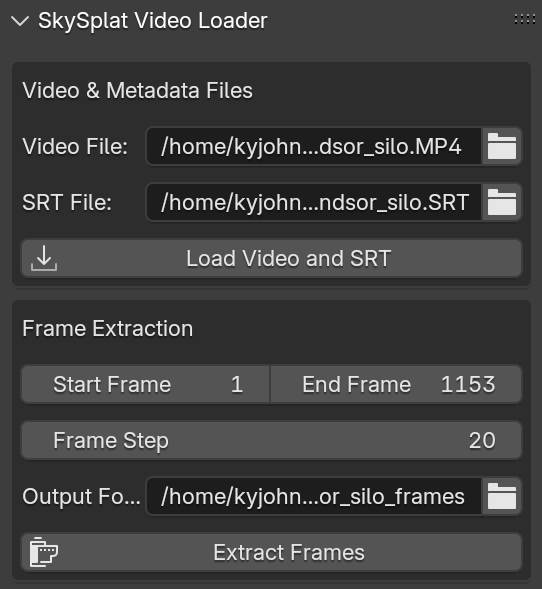 SkySplat Video Loader
Video & Metadata Files
Video File: /home/kyjohn...dsor_silo.MP4
SRT File: /home/kyjohn...ndsor_silo.SRT
Load Video and SRT
Frame Extraction
Start Frame 1 End Frame 1153
Frame Step 20
Output Fo... /home/kyjohn...or_silo_frames
Extract Frames